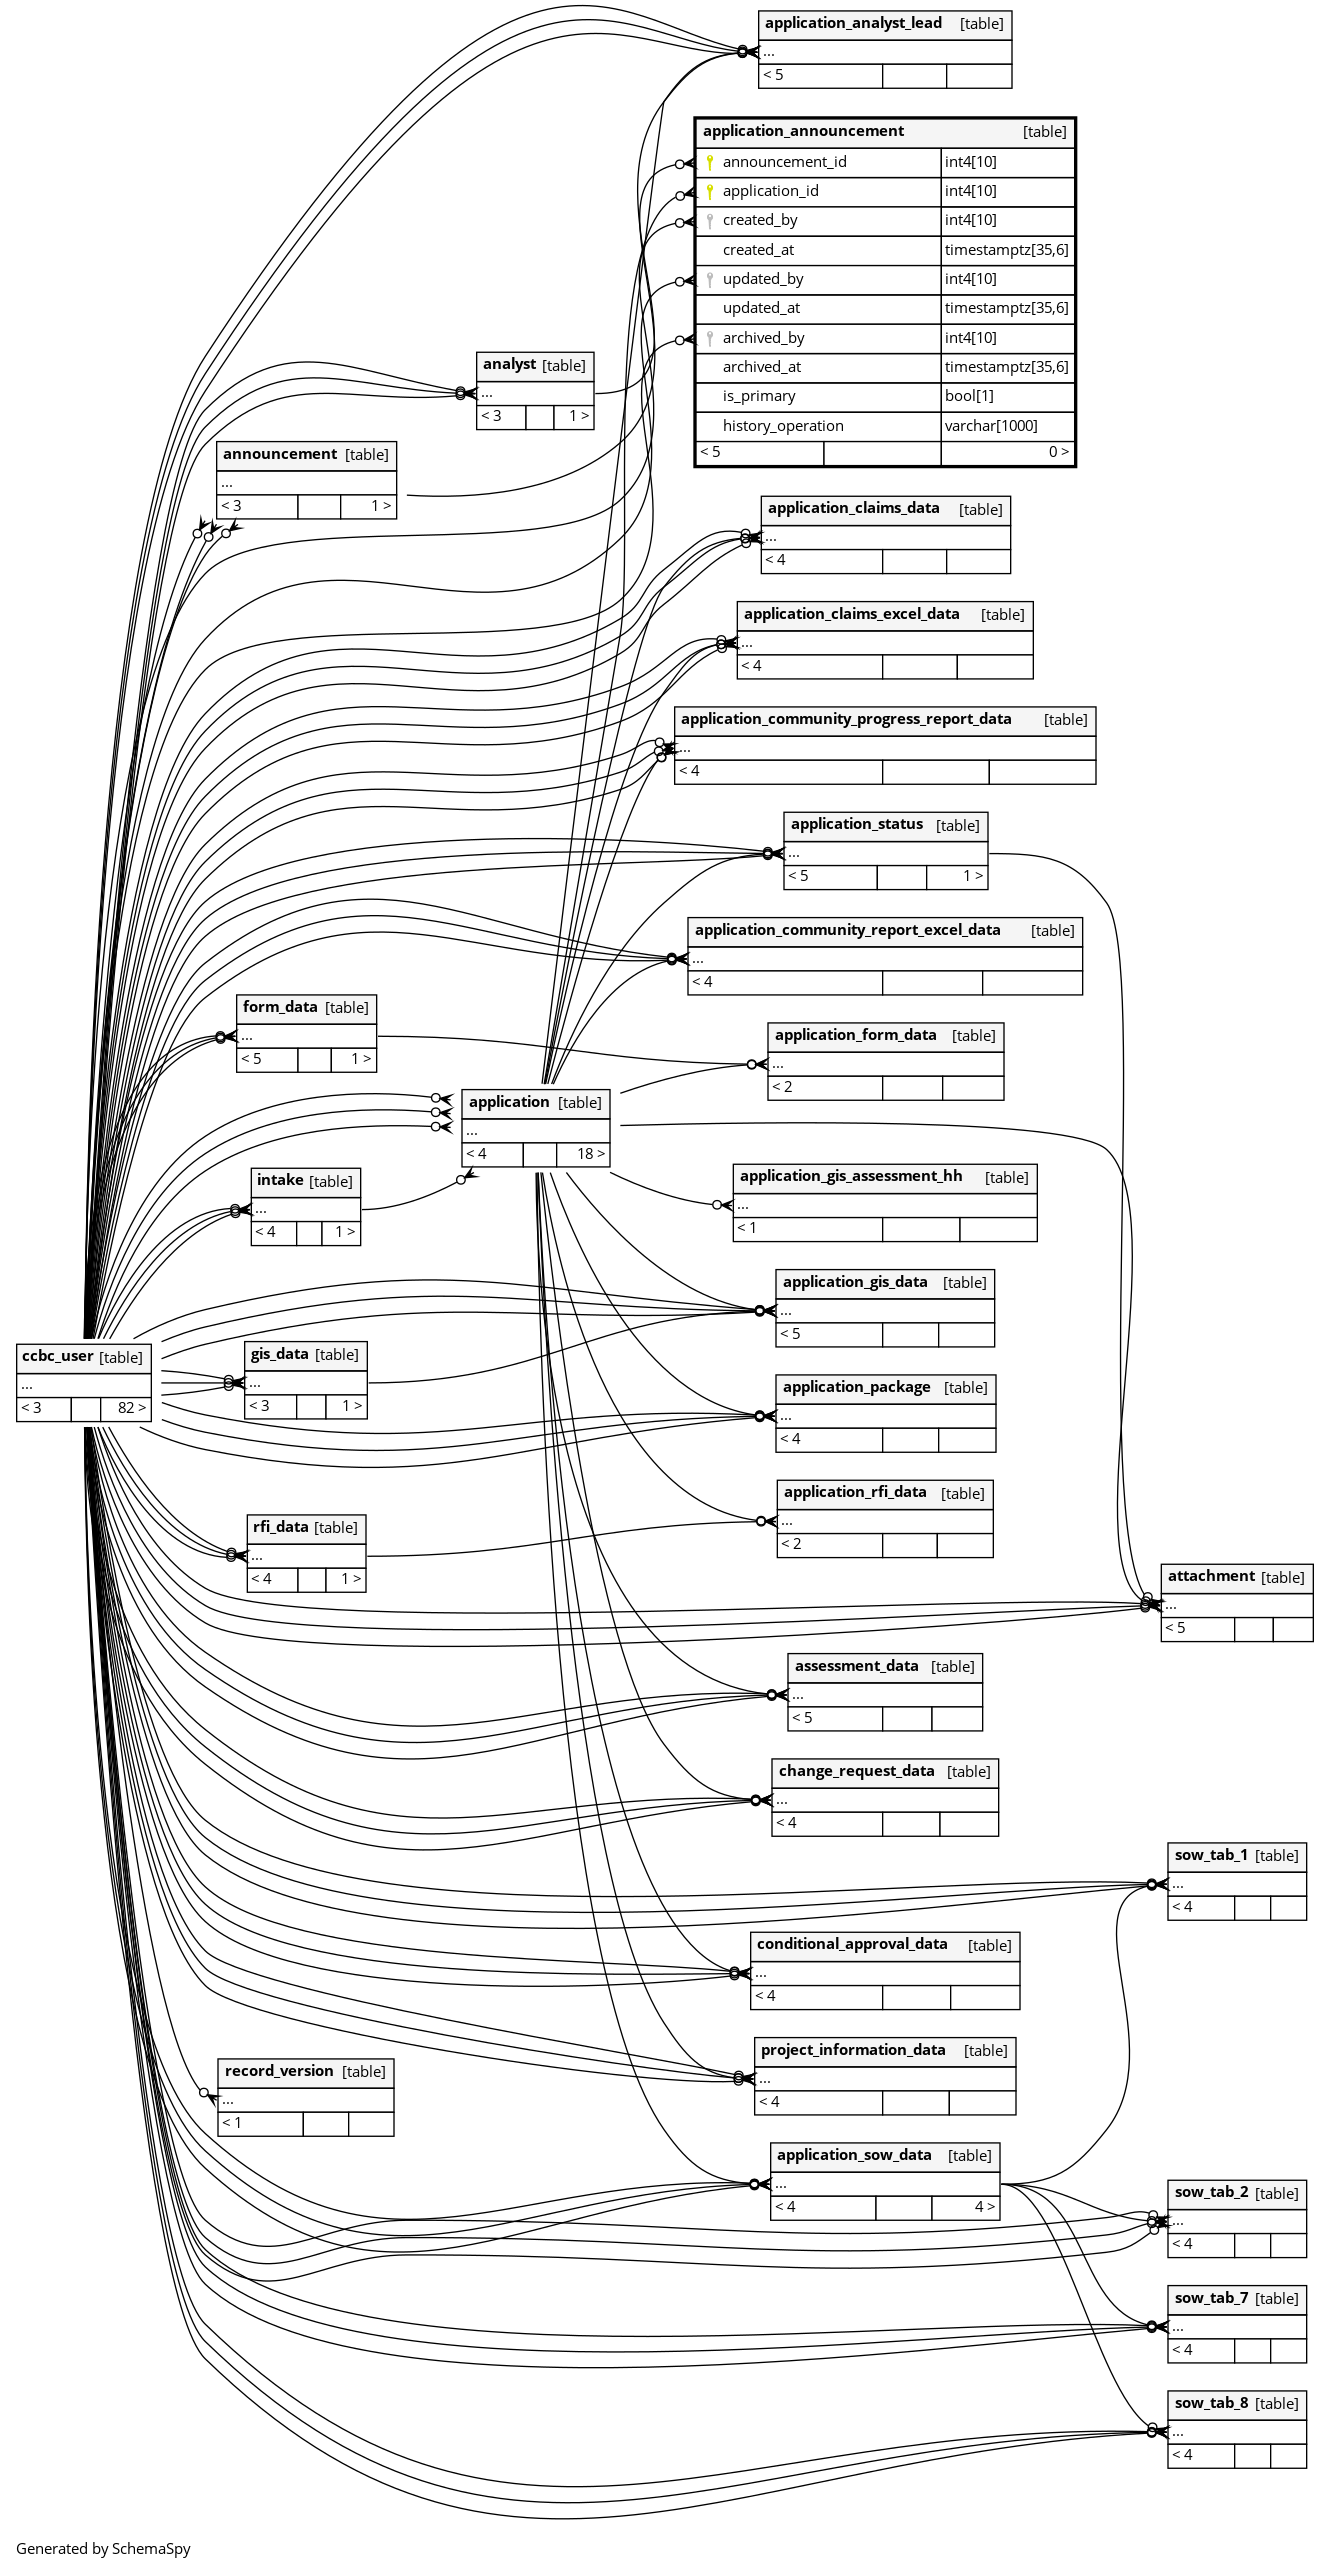 application_analyst_lead [table]
...
< 5
application_announcement [table]
announcement_id int4[10]
application_id int4[10]
created_by int4[10]
created_at timestamptz[35,6]
updated_by int4[10]
updated_at timestamptz[35,6]
archived_by int4[10]
archived_at timestamptz[35,6]
is_primary bool[1]
history_operation varchar[1000]
< 5 0 >
analyst [table]
...
< 3 1 >
announcement [table]
...
< 3 1 >
application_claims_data [table]
...
< 4
application_claims_excel_data [table]
...
< 4
application_community_progress_report_data [table]
...
< 4
application_status [table]
...
< 5 1 >
application_community_report_excel_data [table]
...
< 4
form_data [table]
...
< 5 1 >
application_form_data [table]
...
< 2
application [table]
...
< 4 18 >
intake [table]
...
< 4 1 >
application_gis_assessment_hh [table]
...
< 1
application_gis_data [table]
...
< 5
ccbc_user [table]
...
< 3 82 >
gis_data [table]
...
< 3 1 >
application_package [table]
...
< 4
application_rfi_data [table]
...
< 2
rfi_data [table]
...
< 4 1 >
attachment [table]
...
< 5
assessment_data [table]
...
< 5
change_request_data [table]
...
< 4
sow_tab_1 [table]
...
< 4
conditional_approval_data [table]
...
< 4
project_information_data [table]
...
< 4
record_version [table]
...
< 1
application_sow_data [table]
...
< 4 4 >
sow_tab_2 [table]
...
< 4
sow_tab_7 [table]
...
< 4
sow_tab_8 [table]
...
< 4
Generated by SchemaSpy